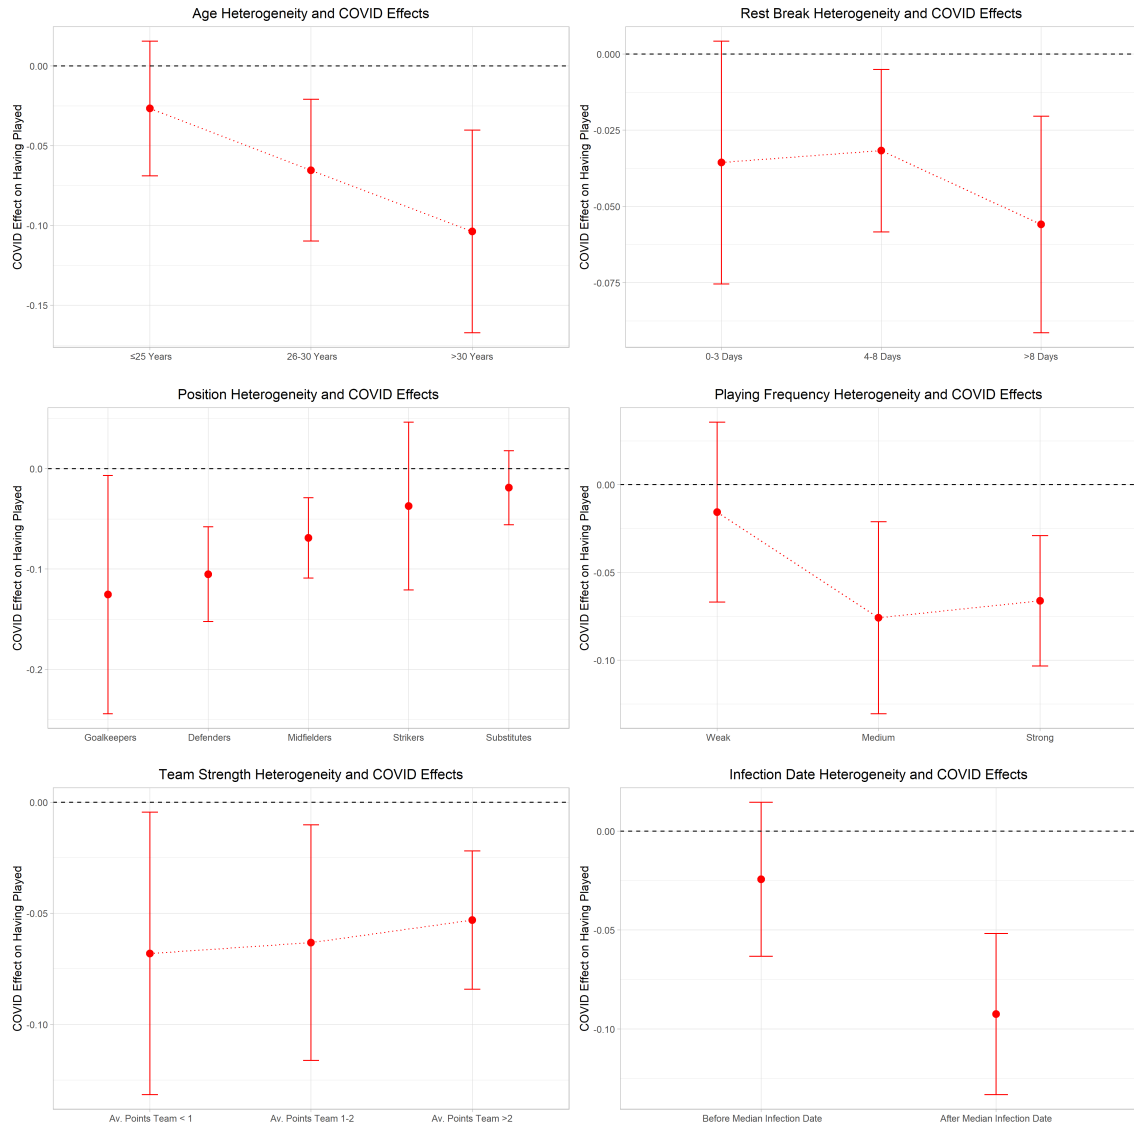 Age Heterogeneity and COVID Effects
COVID Effect on Having Played
0.00
-0.05
-0.10
-0.15
≤25 Years
26-30 Years
>30 Years
Rest Break Heterogeneity and COVID Effects
COVID Effect on Having Played
0.000
-0.025
-0.050
-0.075
0-3 Days
4-8 Days
>8 Days
Position Heterogeneity and COVID Effects
COVID Effect on Having Played
0.0
-0.1
-0.2
Goalkeepers
Defenders
Midfielders
Strikers
Substitutes
Playing Frequency Heterogeneity and COVID Effects
COVID Effect on Having Played
0.00
-0.05
-0.10
Weak
Medium
Strong
Team Strength Heterogeneity and COVID Effects
COVID Effect on Having Played
0.00
-0.05
-0.10
Av. Points Team < 1
Av. Points Team 1-2
Av. Points Team >2
Infection Date Heterogeneity and COVID Effects
COVID Effect on Having Played
0.00
-0.05
-0.10
Before Median Infection Date
After Median Infection Date